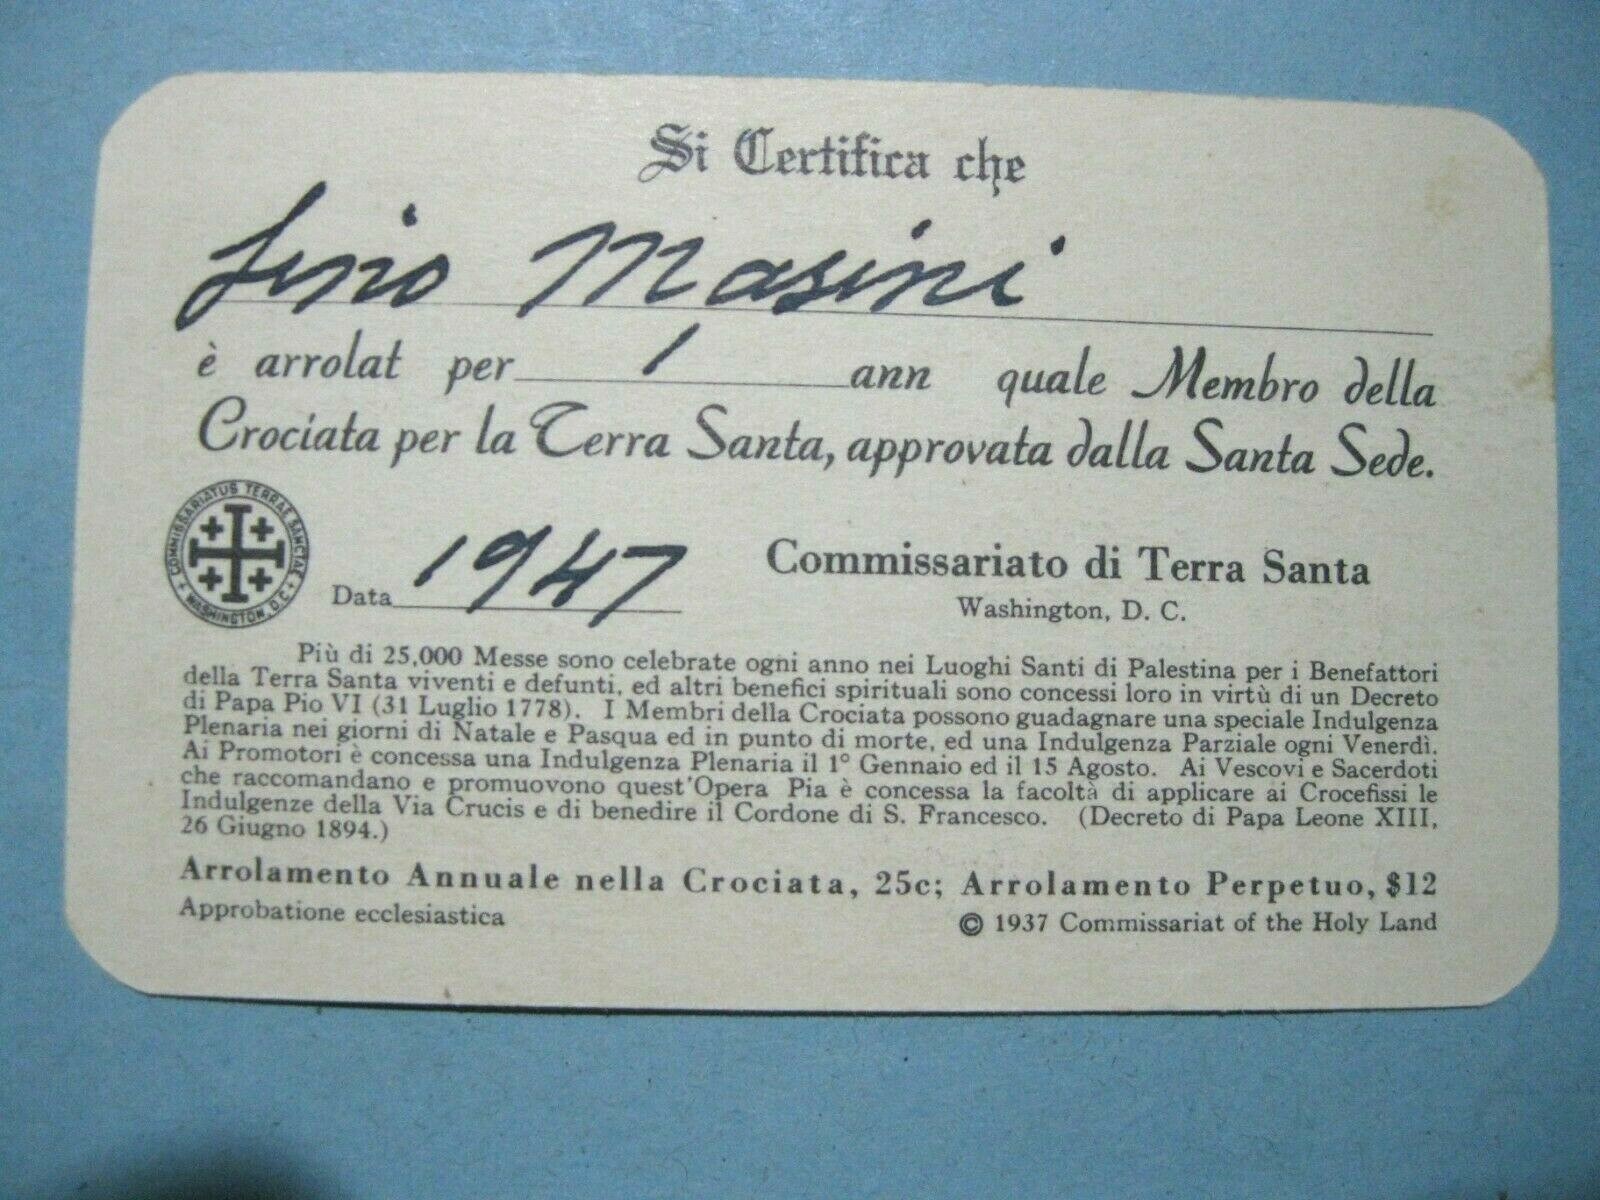 Si Certifica che
Lino Masini
è arrolat per 1 ann quale Membro della
Crociata per la Terra Santa, approvata dalla Santa Sede.
COMMISSARIATUS TERRAE SANCTAE
WASHINGTON, D.C.
Data 1947
Commissariato di Terra Santa
Washington, D. C.
Più di 25,000 Messe sono celebrate ogni anno nei Luoghi Santi di Palestina per i Benefattori
della Terra Santa viventi e defunti, ed altri benefici spirituali sono concessi loro in virtù di un Decreto
di Papa Pio VI (31 Luglio 1778). I Membri della Crociata possono guadagnare una speciale Indulgenza
Plenaria nei giorni di Natale e Pasqua ed in punto di morte, ed una Indulgenza Parziale ogni Venerdì.
Ai Promotori è concessa una Indulgenza Plenaria il 1° Gennaio ed il 15 Agosto. Ai Vescovi e Sacerdoti
che raccomandano e promuovono quest'Opera Pia è concessa la facoltà di applicare ai Crocefissi le
Indulgenze della Via Crucis e di benedire il Cordone di S. Francesco. (Decreto di Papa Leone XIII,
26 Giugno 1894.)
Arrolamento Annuale nella Crociata, 25c; Arrolamento Perpetuo, $12
Approbatione ecclesiastica
© 1937 Commissariat of the Holy Land